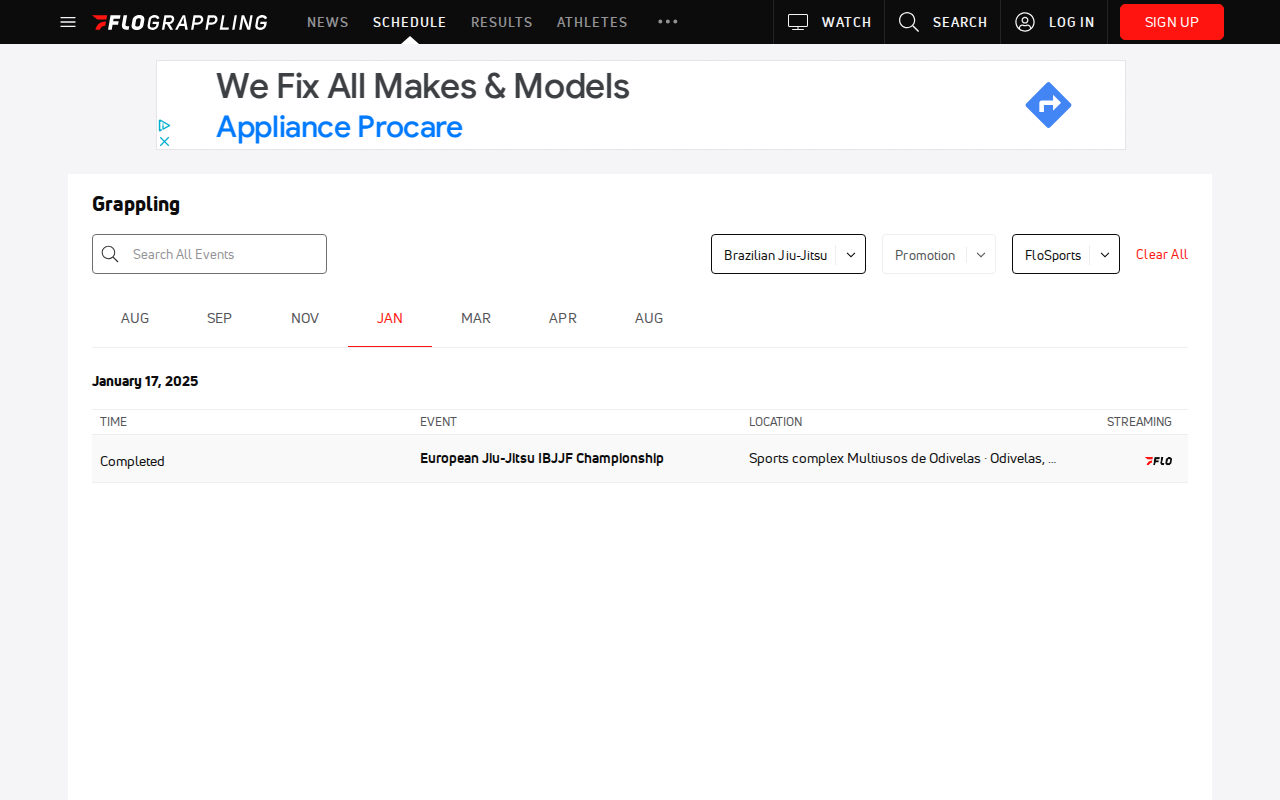 FLOGRAPPLING NEWS SCHEDULE RESULTS ATHLETES WATCH SEARCH LOG IN SIGN UP
We Fix All Makes & Models
Appliance Procare
Grappling
Search All Events Brazilian Jiu-Jitsu Promotion FloSports Clear All
AUG SEP NOV JAN MAR APR AUG
January 17, 2025
TIME EVENT LOCATION STREAMING
Completed European Jiu-Jitsu IBJJF Championship Sports complex Multiusos de Odivelas · Odivelas, ... FLO